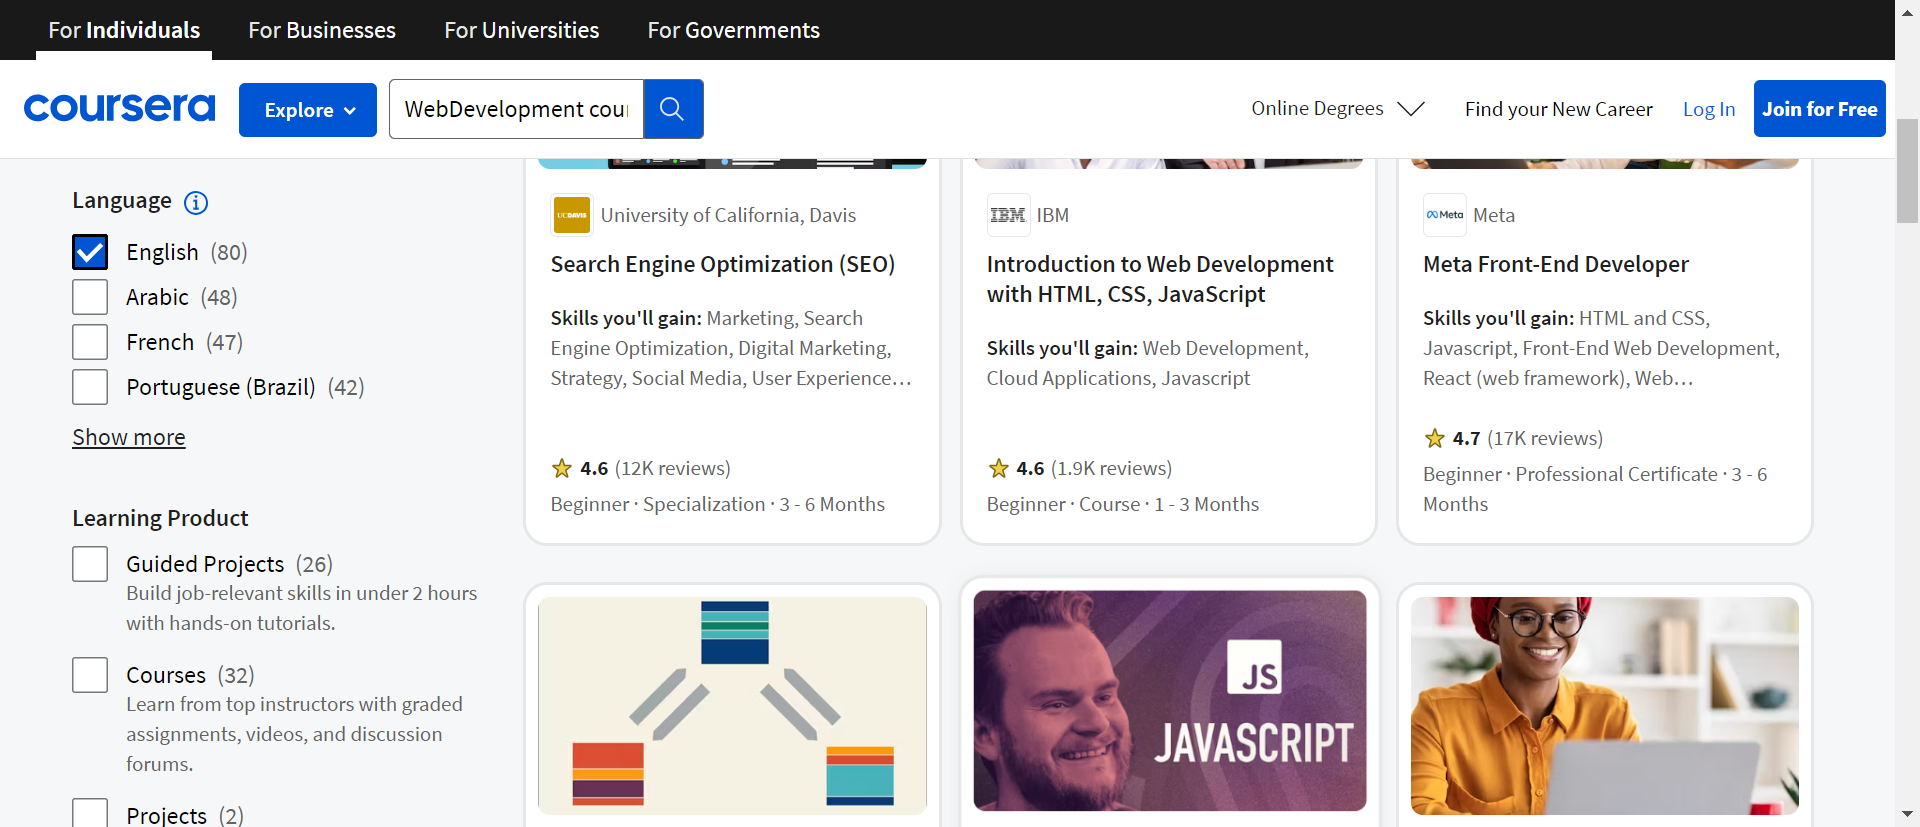 For Individuals
For Businesses
For Universities
For Governments
coursera
Explore
WebDevelopment cou
Online Degrees
Find your New Career
Log In
Join for Free
Language
English (80)
Arabic (48)
French (47)
Portuguese (Brazil) (42)
Show more
Learning Product
Guided Projects (26)
Build job-relevant skills in under 2 hours
with hands-on tutorials.
Courses (32)
Learn from top instructors with graded
assignments, videos, and discussion
forums.
Projects (2)
UCDAVIS
University of California, Davis
Search Engine Optimization (SEO)
Skills you'll gain: Marketing, Search
Engine Optimization, Digital Marketing,
Strategy, Social Media, User Experience…
4.6 (12K reviews)
Beginner · Specialization · 3 - 6 Months
IBM
IBM
Introduction to Web Development
with HTML, CSS, JavaScript
Skills you'll gain: Web Development,
Cloud Applications, Javascript
4.6 (1.9K reviews)
Beginner · Course · 1 - 3 Months
Meta
Meta
Meta Front-End Developer
Skills you'll gain: HTML and CSS,
Javascript, Front-End Web Development,
React (web framework), Web…
4.7 (17K reviews)
Beginner · Professional Certificate · 3 - 6
Months
JS
JAVASCRIPT